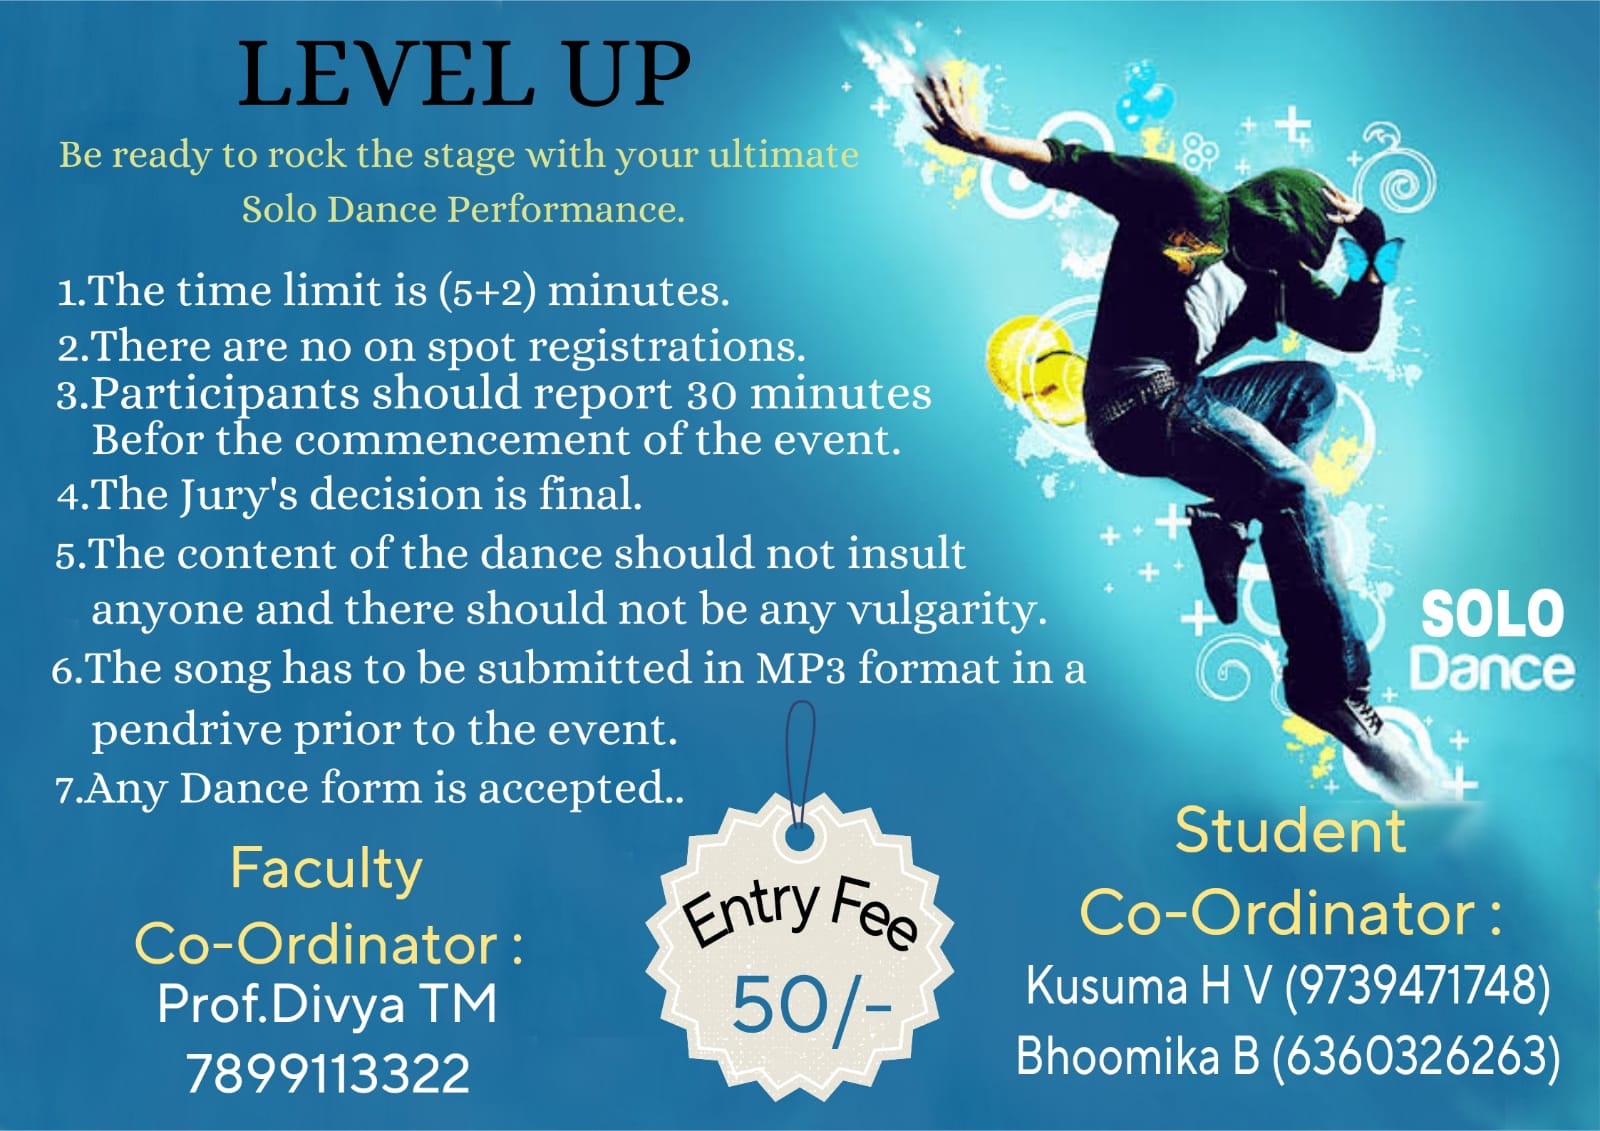 LEVEL UP
Be ready to rock the stage with your ultimate
Solo Dance Performance.
1.The time limit is (5+2) minutes.
2.There are no on spot registrations.
3.Participants should report 30 minutes
Befor the commencement of the event.
4.The Jury's decision is final.
5.The content of the dance should not insult
anyone and there should not be any vulgarity.
6.The song has to be submitted in MP3 format in a
pendrive prior to the event.
7.Any Dance form is accepted..
SOLO
Dance
Faculty
Co-Ordinator :
Prof.Divya TM
7899113322
Entry Fee
50/-
Student
Co-Ordinator :
Kusuma H V (9739471748)
Bhoomika B (6360326263)